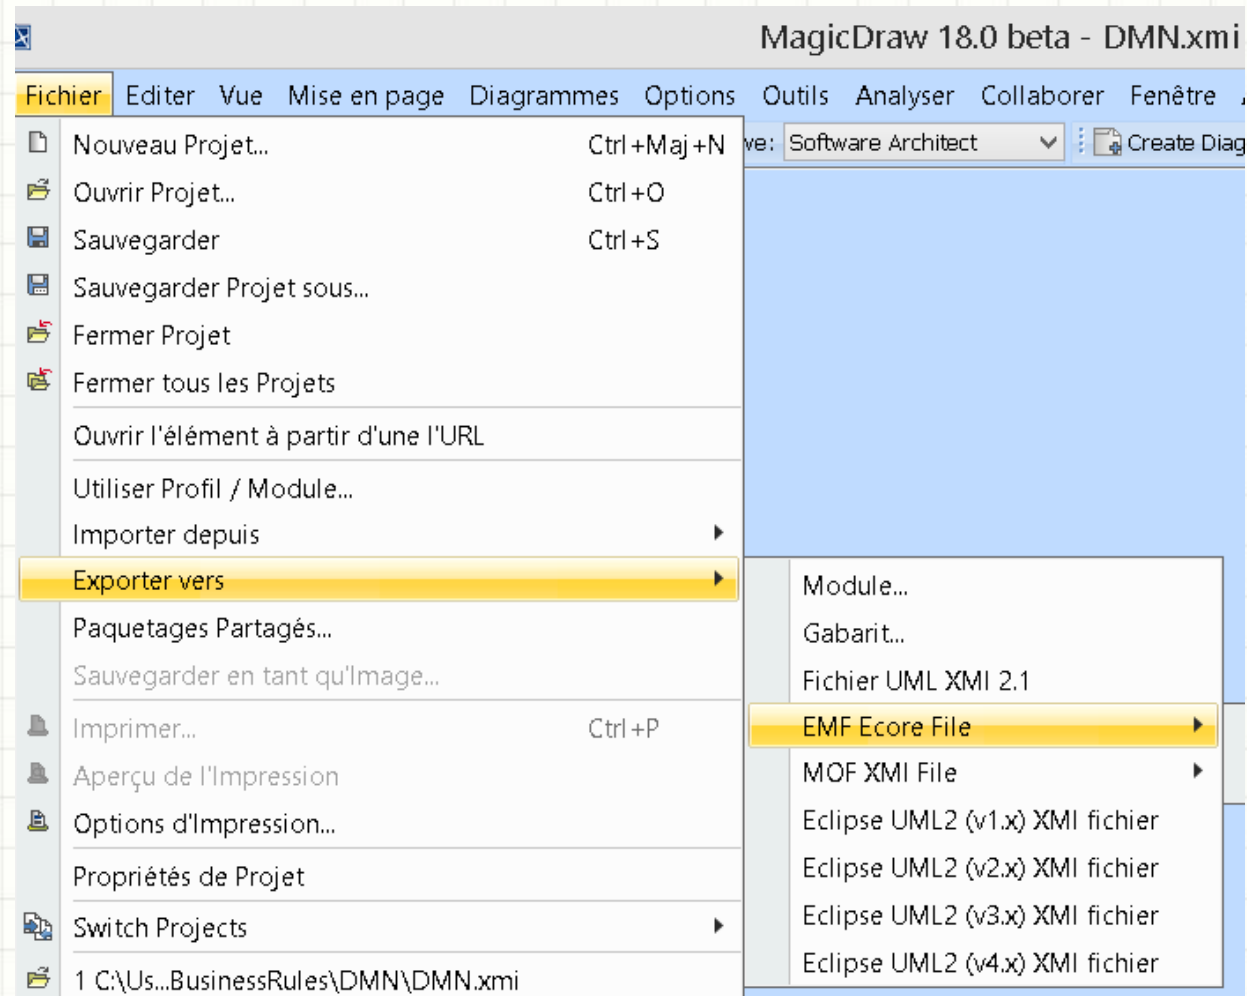 MagicDraw 18.0 beta - DMN.xmi
Fichier Editer Vue Mise en page Diagrammes Options Outils Analyser Collaborer Fenêtre
Nouveau Projet... Ctrl+Maj+N
ve: Software Architect Create Diag
Ouvrir Projet... Ctrl+O
Sauvegarder Ctrl+S
Sauvegarder Projet sous...
Fermer Projet
Fermer tous les Projets
Ouvrir l'élément à partir d'une l'URL
Utiliser Profil / Module...
Importer depuis
Exporter vers
Paquetages Partagés...
Sauvegarder en tant qu'Image...
Imprimer... Ctrl+P
Aperçu de l'Impression
Options d'Impression...
Propriétés de Projet
Switch Projects
1 C:\Us...BusinessRules\DMN\DMN.xmi
Module...
Gabarit...
Fichier UML XMI 2.1
EMF Ecore File
MOF XMI File
Eclipse UML2 (v1.x) XMI fichier
Eclipse UML2 (v2.x) XMI fichier
Eclipse UML2 (v3.x) XMI fichier
Eclipse UML2 (v4.x) XMI fichier